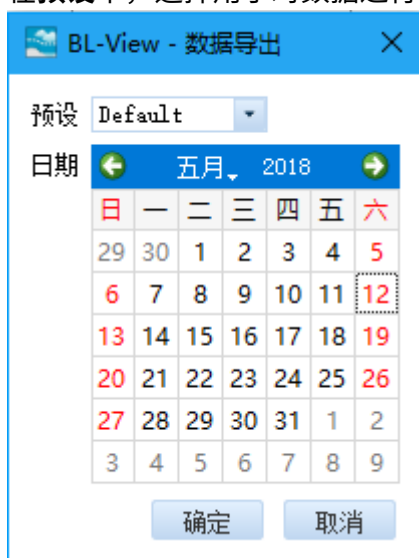 BL-View - 数据导出
预设 Default
日期 五月 2018
日 一 二 三 四 五 六
29 30 1 2 3 4 5
6 7 8 9 10 11 12
13 14 15 16 17 18 19
20 21 22 23 24 25 26
27 28 29 30 31 1 2
3 4 5 6 7 8 9
确定 取消